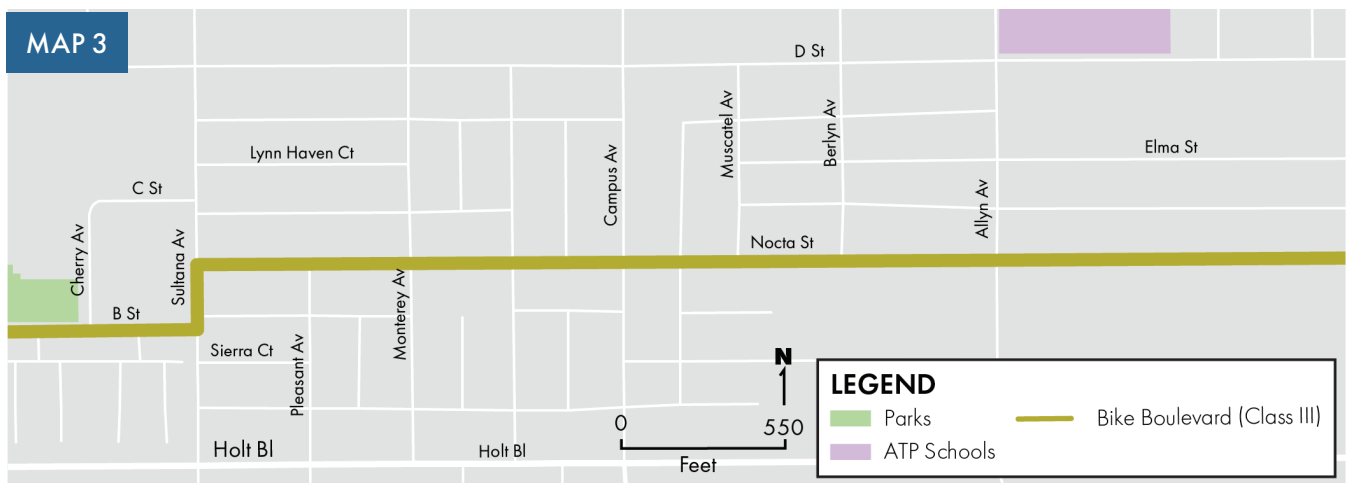 MAP 3
D St
Muscatel Av
Berlyn Av
Lynn Haven Ct
Campus Av
Elma St
C St
Allyn Av
Cherry Av
Sultana Av
Nocta St
Monterey Av
B St
Sierra Ct
Pleasant Av
N
LEGEND
Parks
Bike Boulevard (Class III)
ATP Schools
0
550
Feet
Holt Bl
Holt Bl